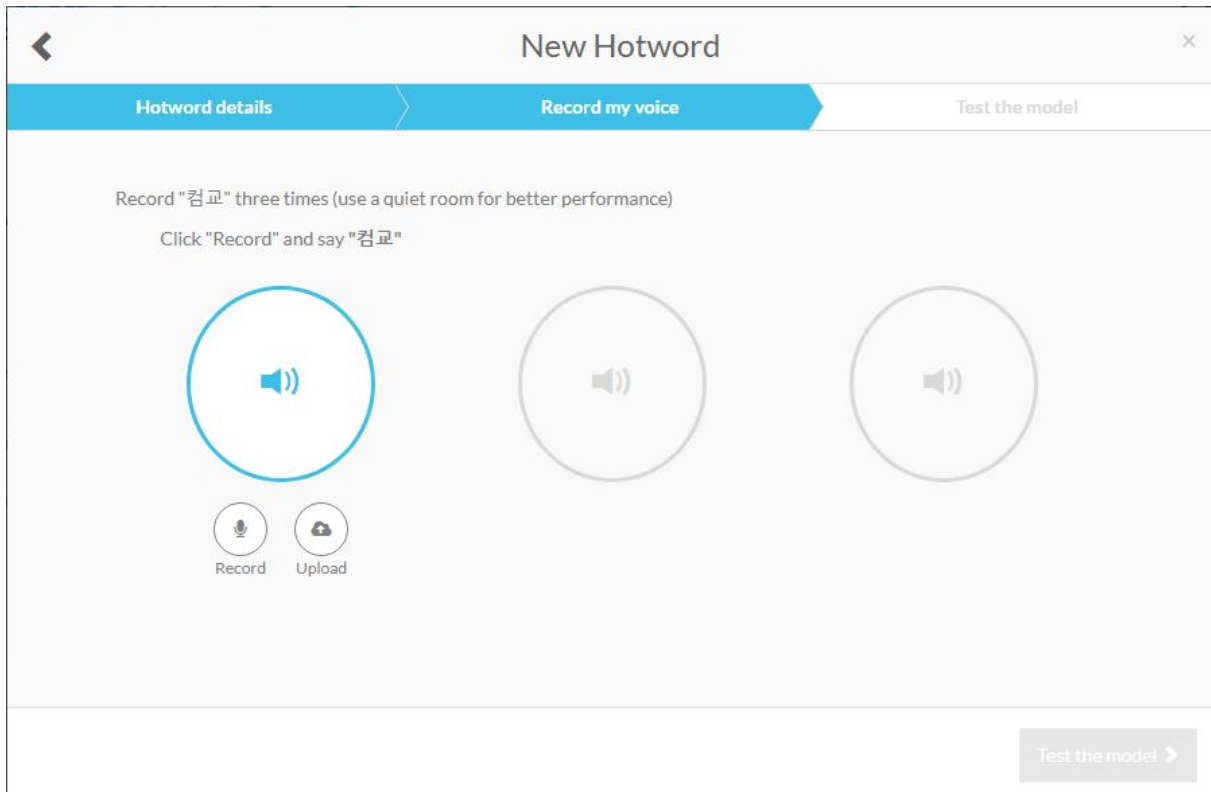 New Hotword
×
Hotword details
Record my voice
Test the model
Record "컴교" three times (use a quiet room for better performance)
Click "Record" and say "컴교"
Record
Upload
Test the model